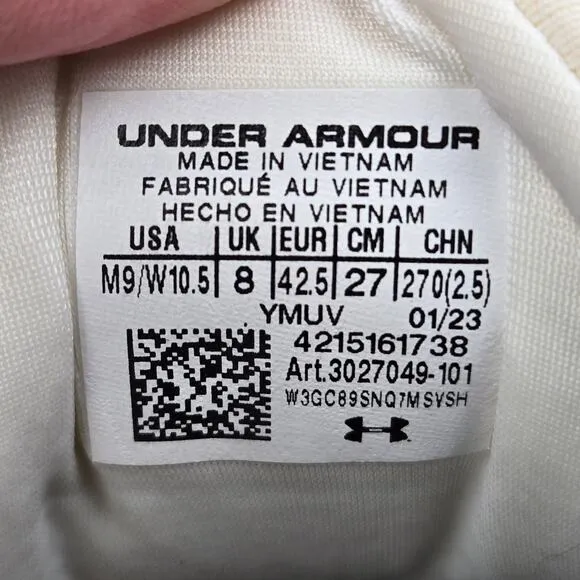 UNDER ARMOUR
MADE IN VIETNAM
FABRIQUÉ AU VIETNAM
HECHO EN VIETNAM
USA UK EUR CM CHN
M9/W10.5 8 42.5 27 270(2.5)
YMUV 01/23
4215161738
Art.3027049-101
W3GC89SNQ7MSVSH